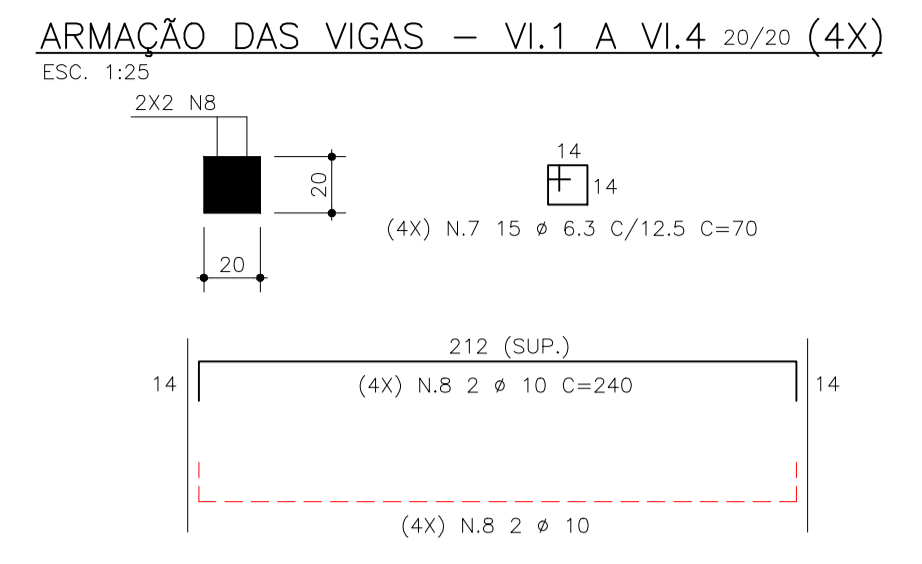 ARMAÇÃO DAS VIGAS – VI.1 A VI.4 20/20 (4X)
ESC. 1:25
2X2 N8
20
20
14
14
(4X) N.7 15 ø 6.3 C/12.5 C=70
212 (SUP.)
14
(4X) N.8 2 ø 10 C=240
14
(4X) N.8 2 ø 10